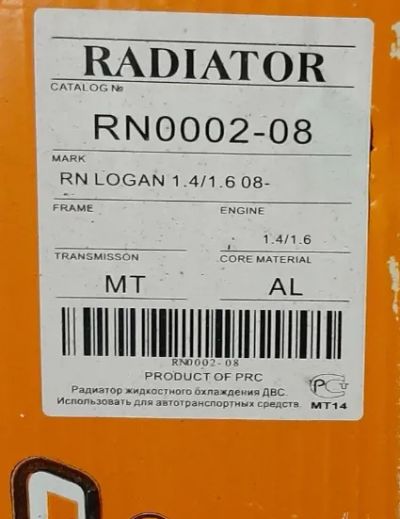 RADIATOR
CATALOG №
RN0002-08
MARK
RN LOGAN 1.4/1.6 08-
FRAME ENGINE
1.4/1.6
TRANSMISSON CORE MATERIAL
MT AL
RN0002-08
PRODUCT OF PRC
Радиатор жидкостного охлаждения ДВС.
Использовать для автотранспортных средств. МТ14